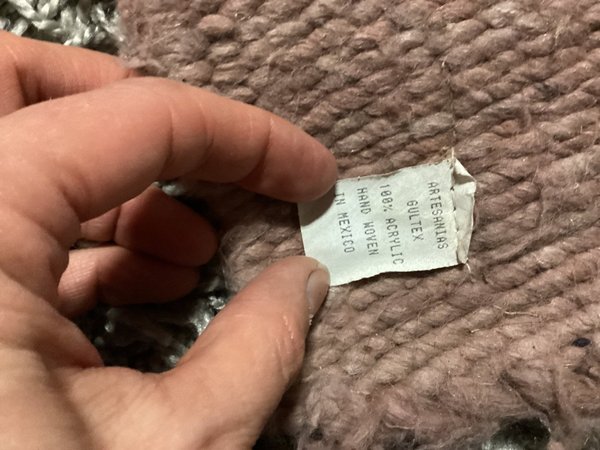 ARTESANIAS
GULTEX
100% ACRYLIC
HAND WOVEN
IN MEXICO